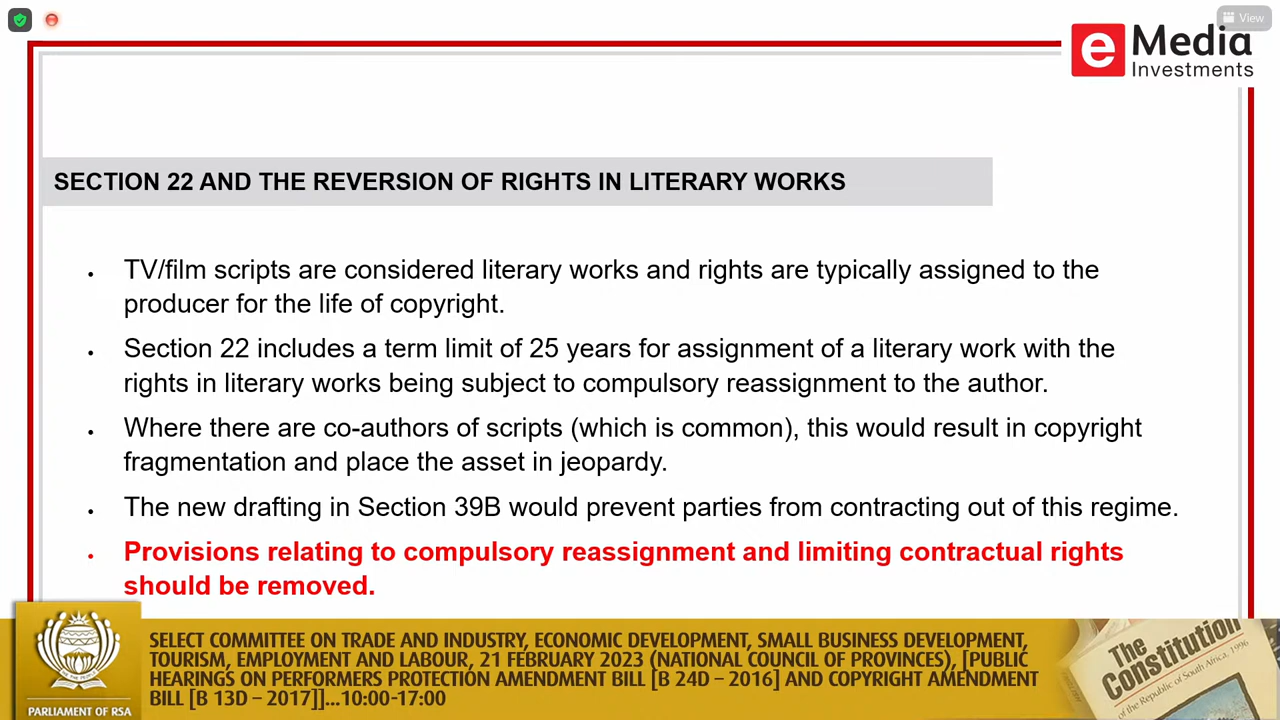 View
e Media
Investments
SECTION 22 AND THE REVERSION OF RIGHTS IN LITERARY WORKS
• TV/film scripts are considered literary works and rights are typically assigned to the
producer for the life of copyright.
• Section 22 includes a term limit of 25 years for assignment of a literary work with the
rights in literary works being subject to compulsory reassignment to the author.
• Where there are co-authors of scripts (which is common), this would result in copyright
fragmentation and place the asset in jeopardy.
• The new drafting in Section 39B would prevent parties from contracting out of this regime.
• Provisions relating to compulsory reassignment and limiting contractual rights
should be removed.
SELECT COMMITTEE ON TRADE AND INDUSTRY, ECONOMIC DEVELOPMENT, SMALL BUSINESS DEVELOPMENT,
TOURISM, EMPLOYMENT AND LABOUR, 21 FEBRUARY 2023 (NATIONAL COUNCIL OF PROVINCES), [PUBLIC
HEARINGS ON PERFORMERS PROTECTION AMENDMENT BILL [B 24D – 2016] AND COPYRIGHT AMENDMENT
BILL [B 13D – 2017]]...10:00-17:00
PARLIAMENT OF RSA
The
Constitution
of the Republic of South Africa, 1996